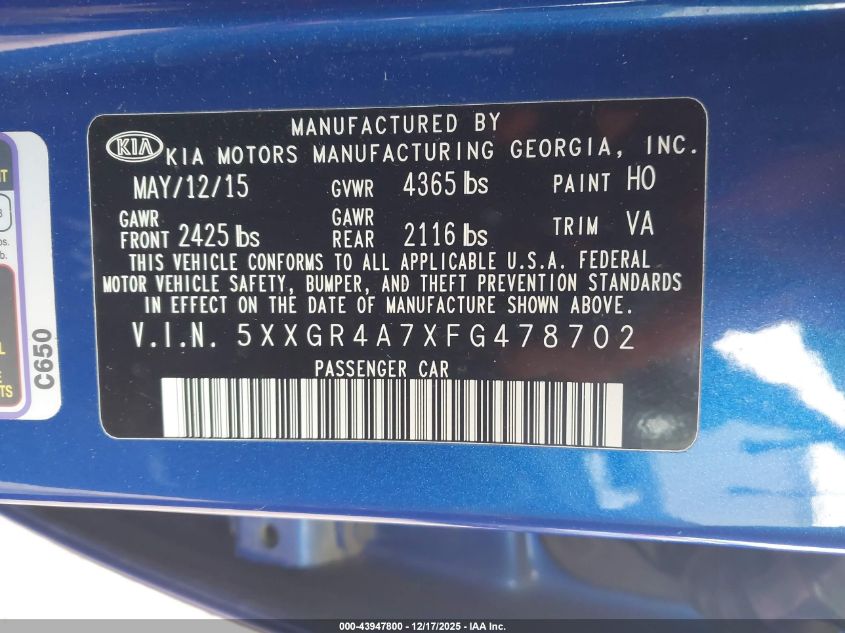 MANUFACTURED BY
KIA KIA MOTORS MANUFACTURING GEORGIA, INC.
MAY/12/15 GVWR 4365 lbs PAINT HO
GAWR FRONT 2425 lbs GAWR REAR 2116 lbs TRIM VA
THIS VEHICLE CONFORMS TO ALL APPLICABLE U.S.A. FEDERAL
MOTOR VEHICLE SAFETY, BUMPER, AND THEFT PREVENTION STANDARDS
IN EFFECT ON THE DATE OF MANUFACTURE SHOWN ABOVE.
V.I.N. 5XXGR4A7XFG478702
PASSENGER CAR
C650
000-43947800 - 12/17/2025 - IAA Inc.